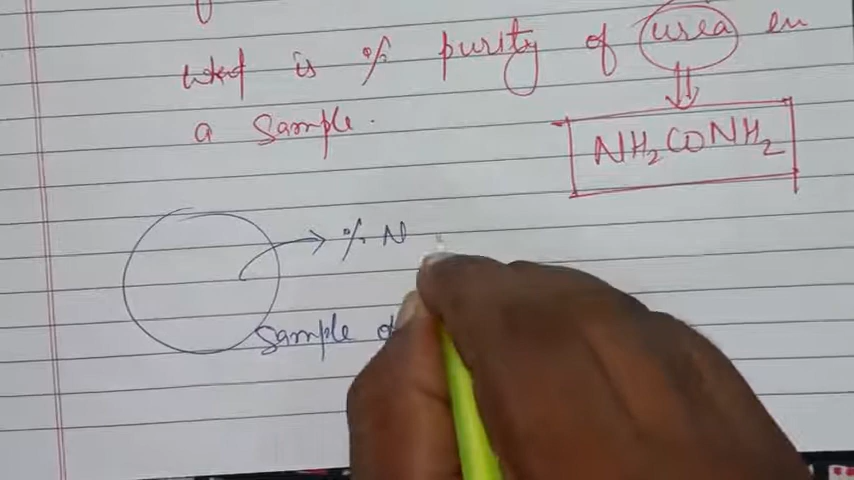 what is % purity of urea in
a Sample.
NH₂CONH₂
% N
Sample